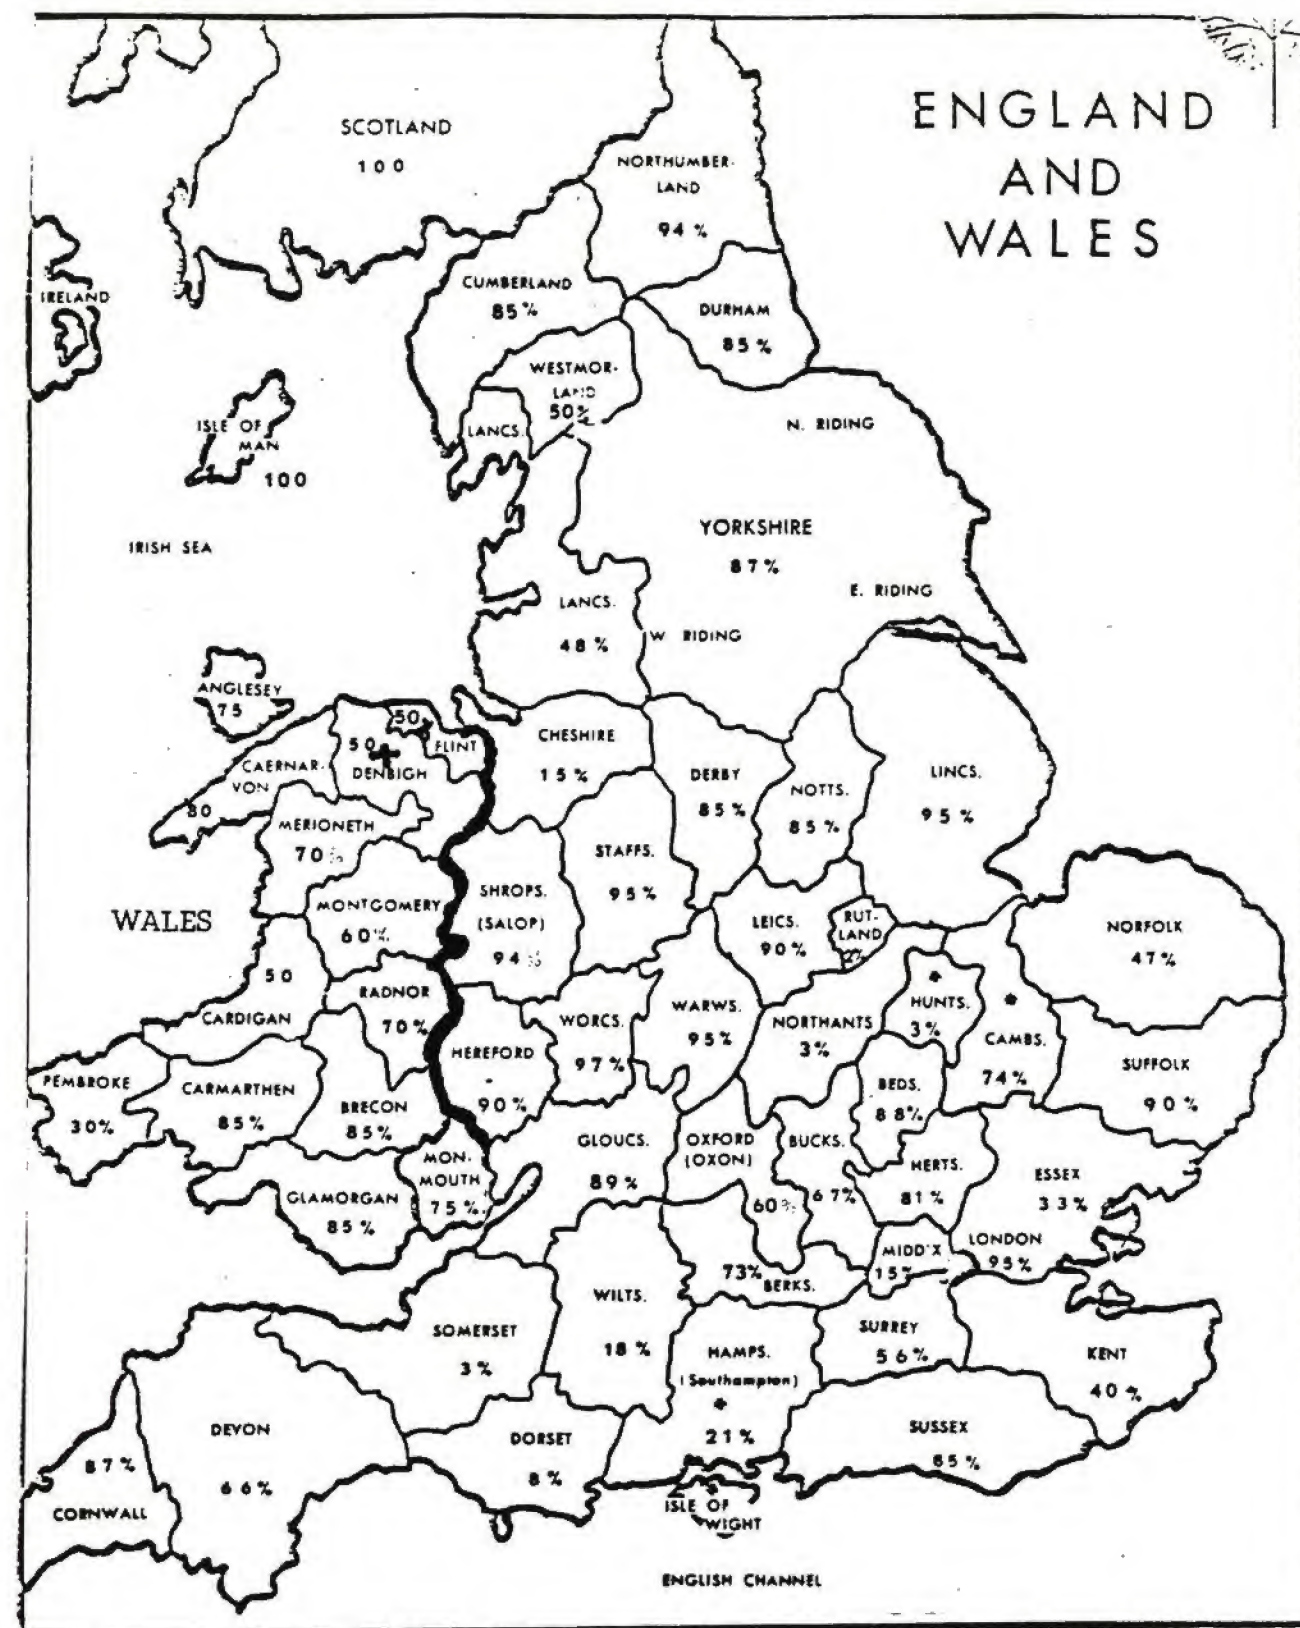 ENGLAND
AND
WALES
SCOTLAND
100
NORTHUMBER-
LAND
94%
CUMBERLAND
85%
DURHAM
85%
IRELAND
WESTMOR-
LAND
50%
LANCS.
ISLE OF
MAN
100
N. RIDING
IRISH SEA
YORKSHIRE
87%
E. RIDING
W RIDING
LANCS.
48%
ANGLESEY
75
50
FLINT
50
DENBIGH
CAERNAR-
VON
80
CHESHIRE
15%
DERBY
85%
NOTTS.
85%
LINCS.
95%
MERIONETH
70%
STAFFS.
95%
SHROPS.
(SALOP)
94%
MONTGOMERY
60%
WALES
LEICS.
90%
RUT-
LAND
NORFOLK
47%
50
CARDIGAN
RADNOR
70%
HEREFORD
90%
WORCS.
97%
WARWS.
95%
NORTHANTS
3%
*
HUNTS.
3%
*
CAMBS.
74%
SUFFOLK
90%
PEMBROKE
30%
CARMARTHEN
85%
BRECON
85%
BEDS.
88%
GLOUCS.
89%
OXFORD
(OXON)
60%
BUCKS.
67%
HERTS.
81%
ESSEX
33%
MON-
MOUTH
75%
GLAMORGAN
85%
MIDD'X
15%
LONDON
95%
73%
BERKS.
WILTS.
18%
SOMERSET
3%
HAMPS.
(Southampton)
*
21%
SURREY
56%
KENT
40%
SUSSEX
85%
DEVON
66%
DORSET
8%
87%
CORNWALL
ISLE OF
WIGHT
ENGLISH CHANNEL